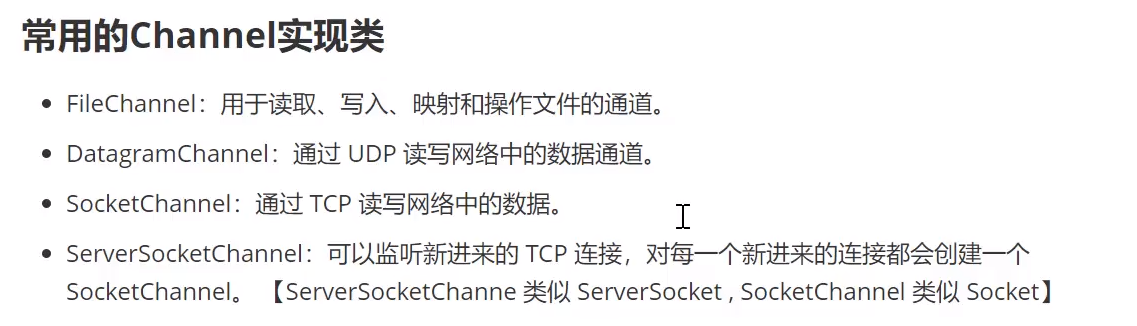 常用的Channel实现类
FileChannel：用于读取、写入、映射和操作文件的通道。
DatagramChannel：通过 UDP 读写网络中的数据通道。
SocketChannel：通过 TCP 读写网络中的数据。
ServerSocketChannel：可以监听新进来的 TCP 连接，对每一个新进来的连接都会创建一个
SocketChannel。 【ServerSocketChanne 类似 ServerSocket , SocketChannel 类似 Socket】